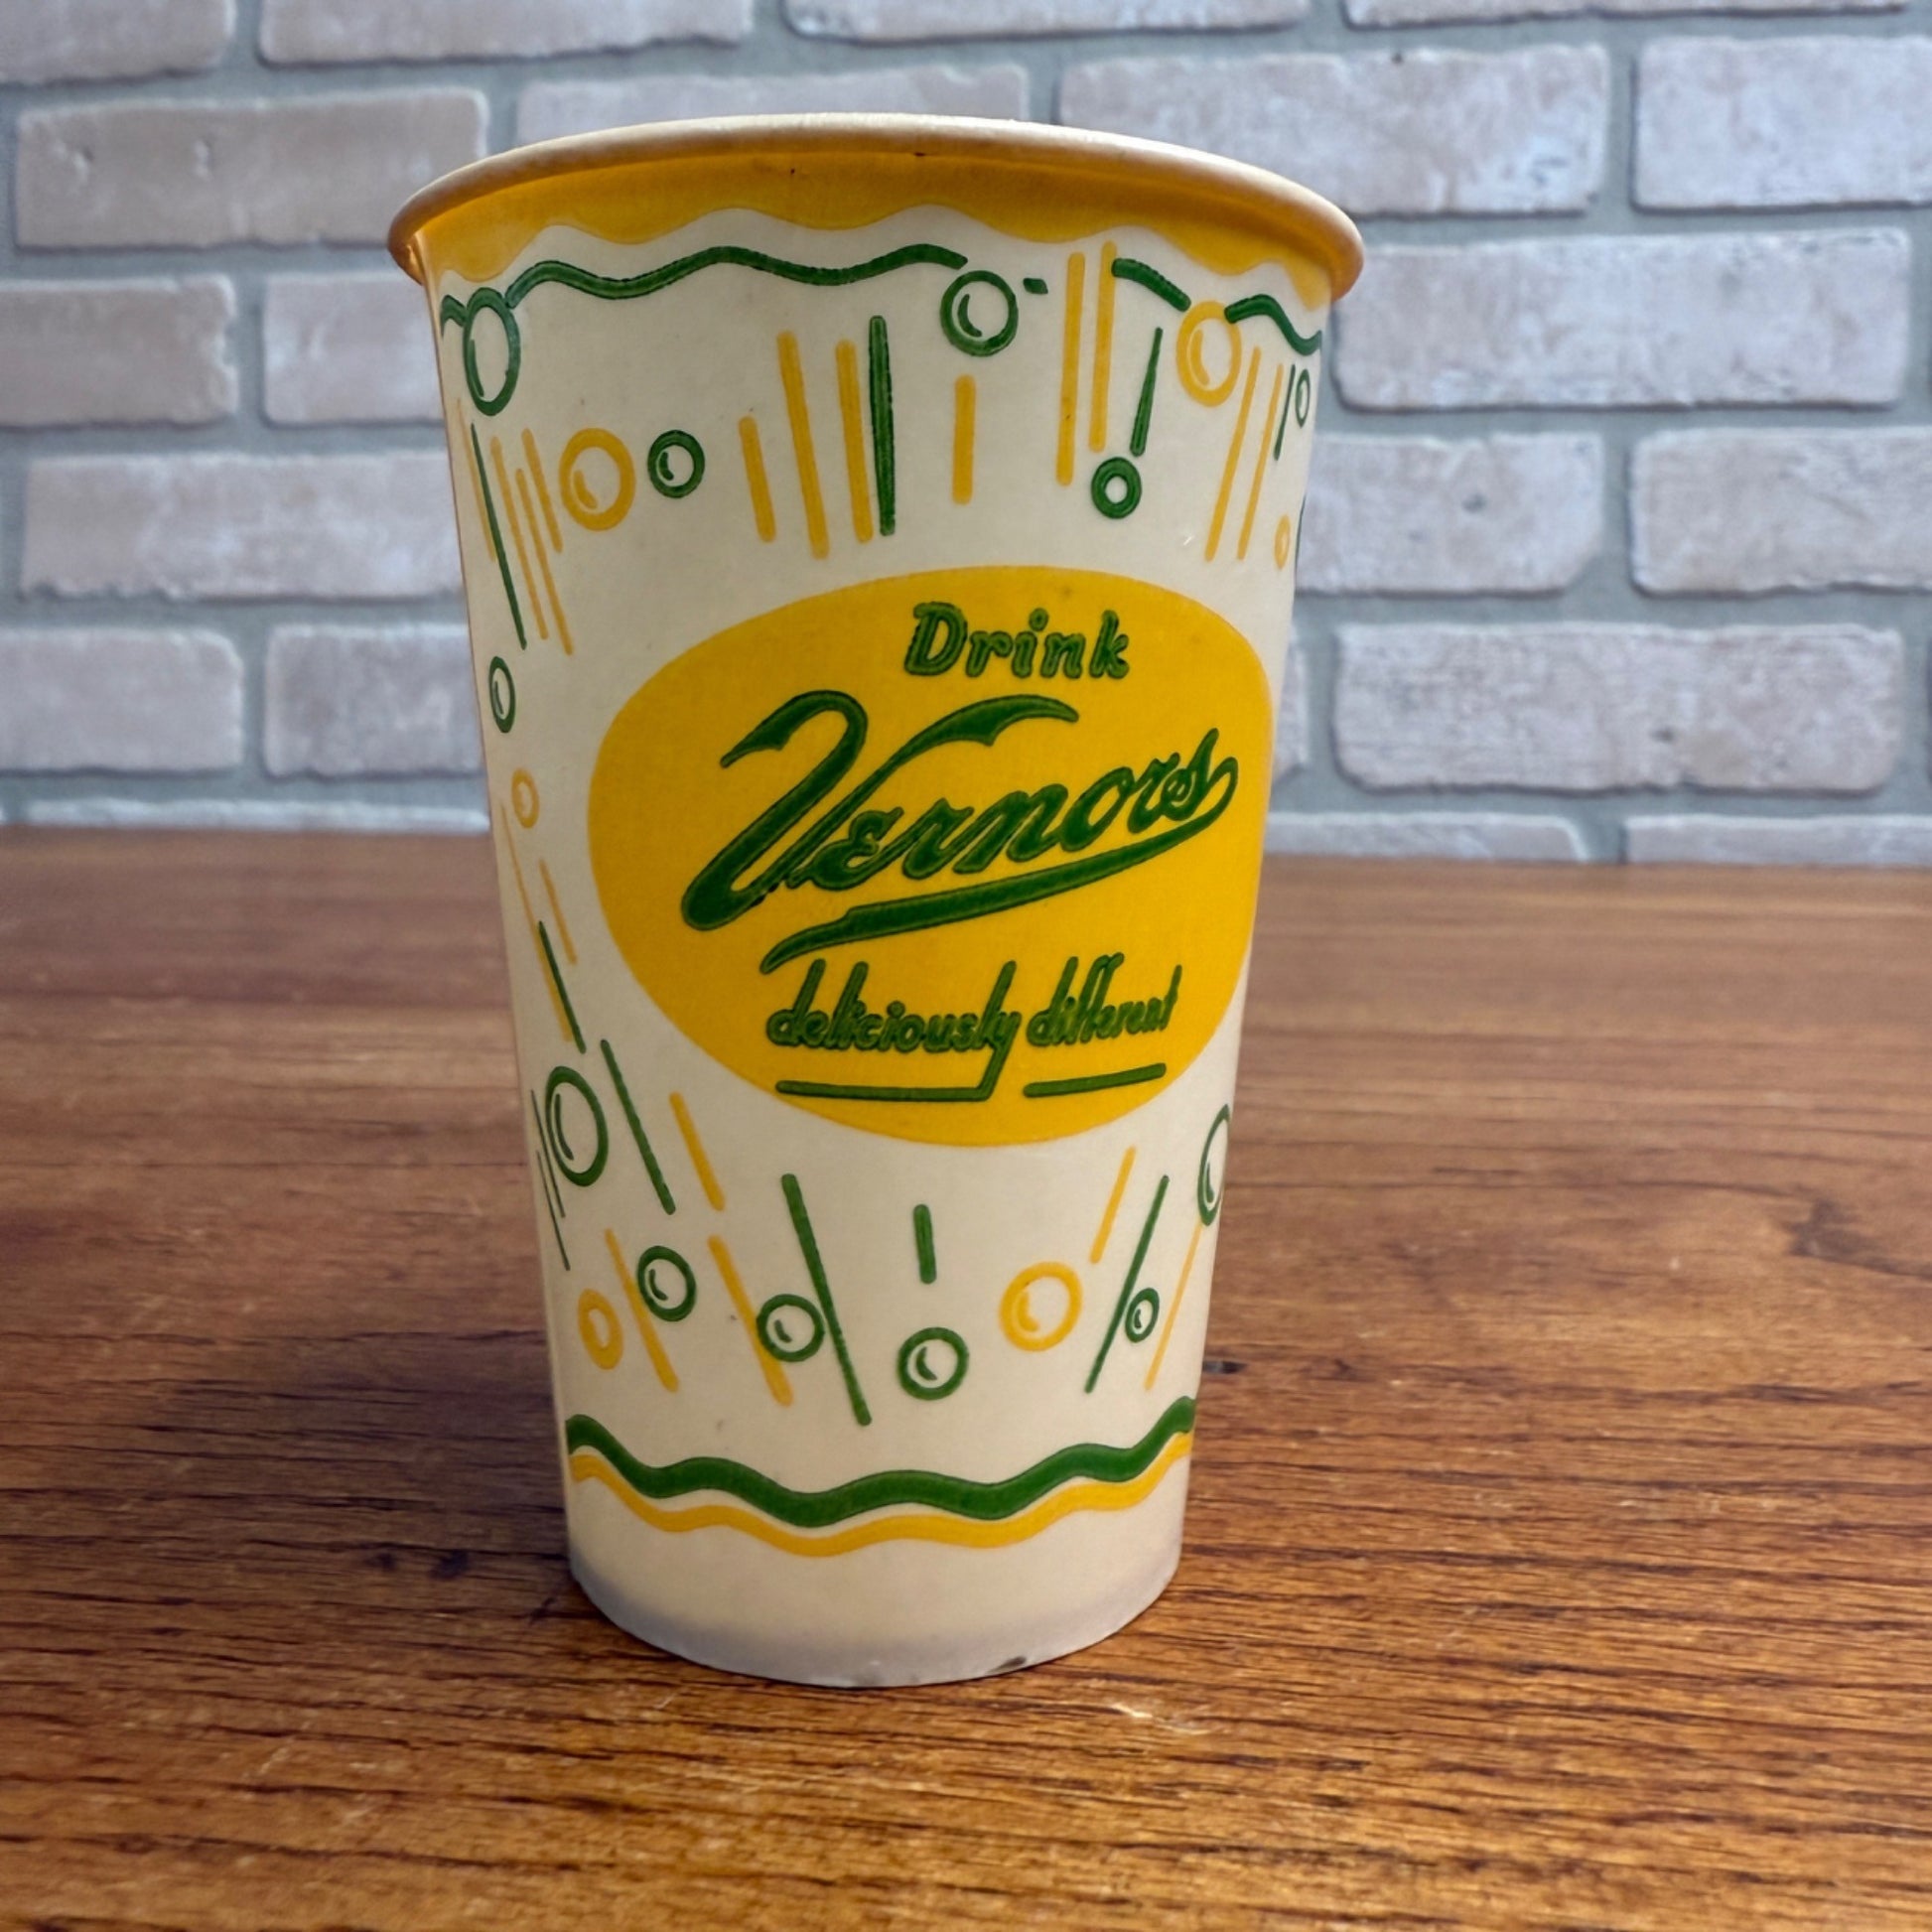 Drink
Vernors
deliciously different